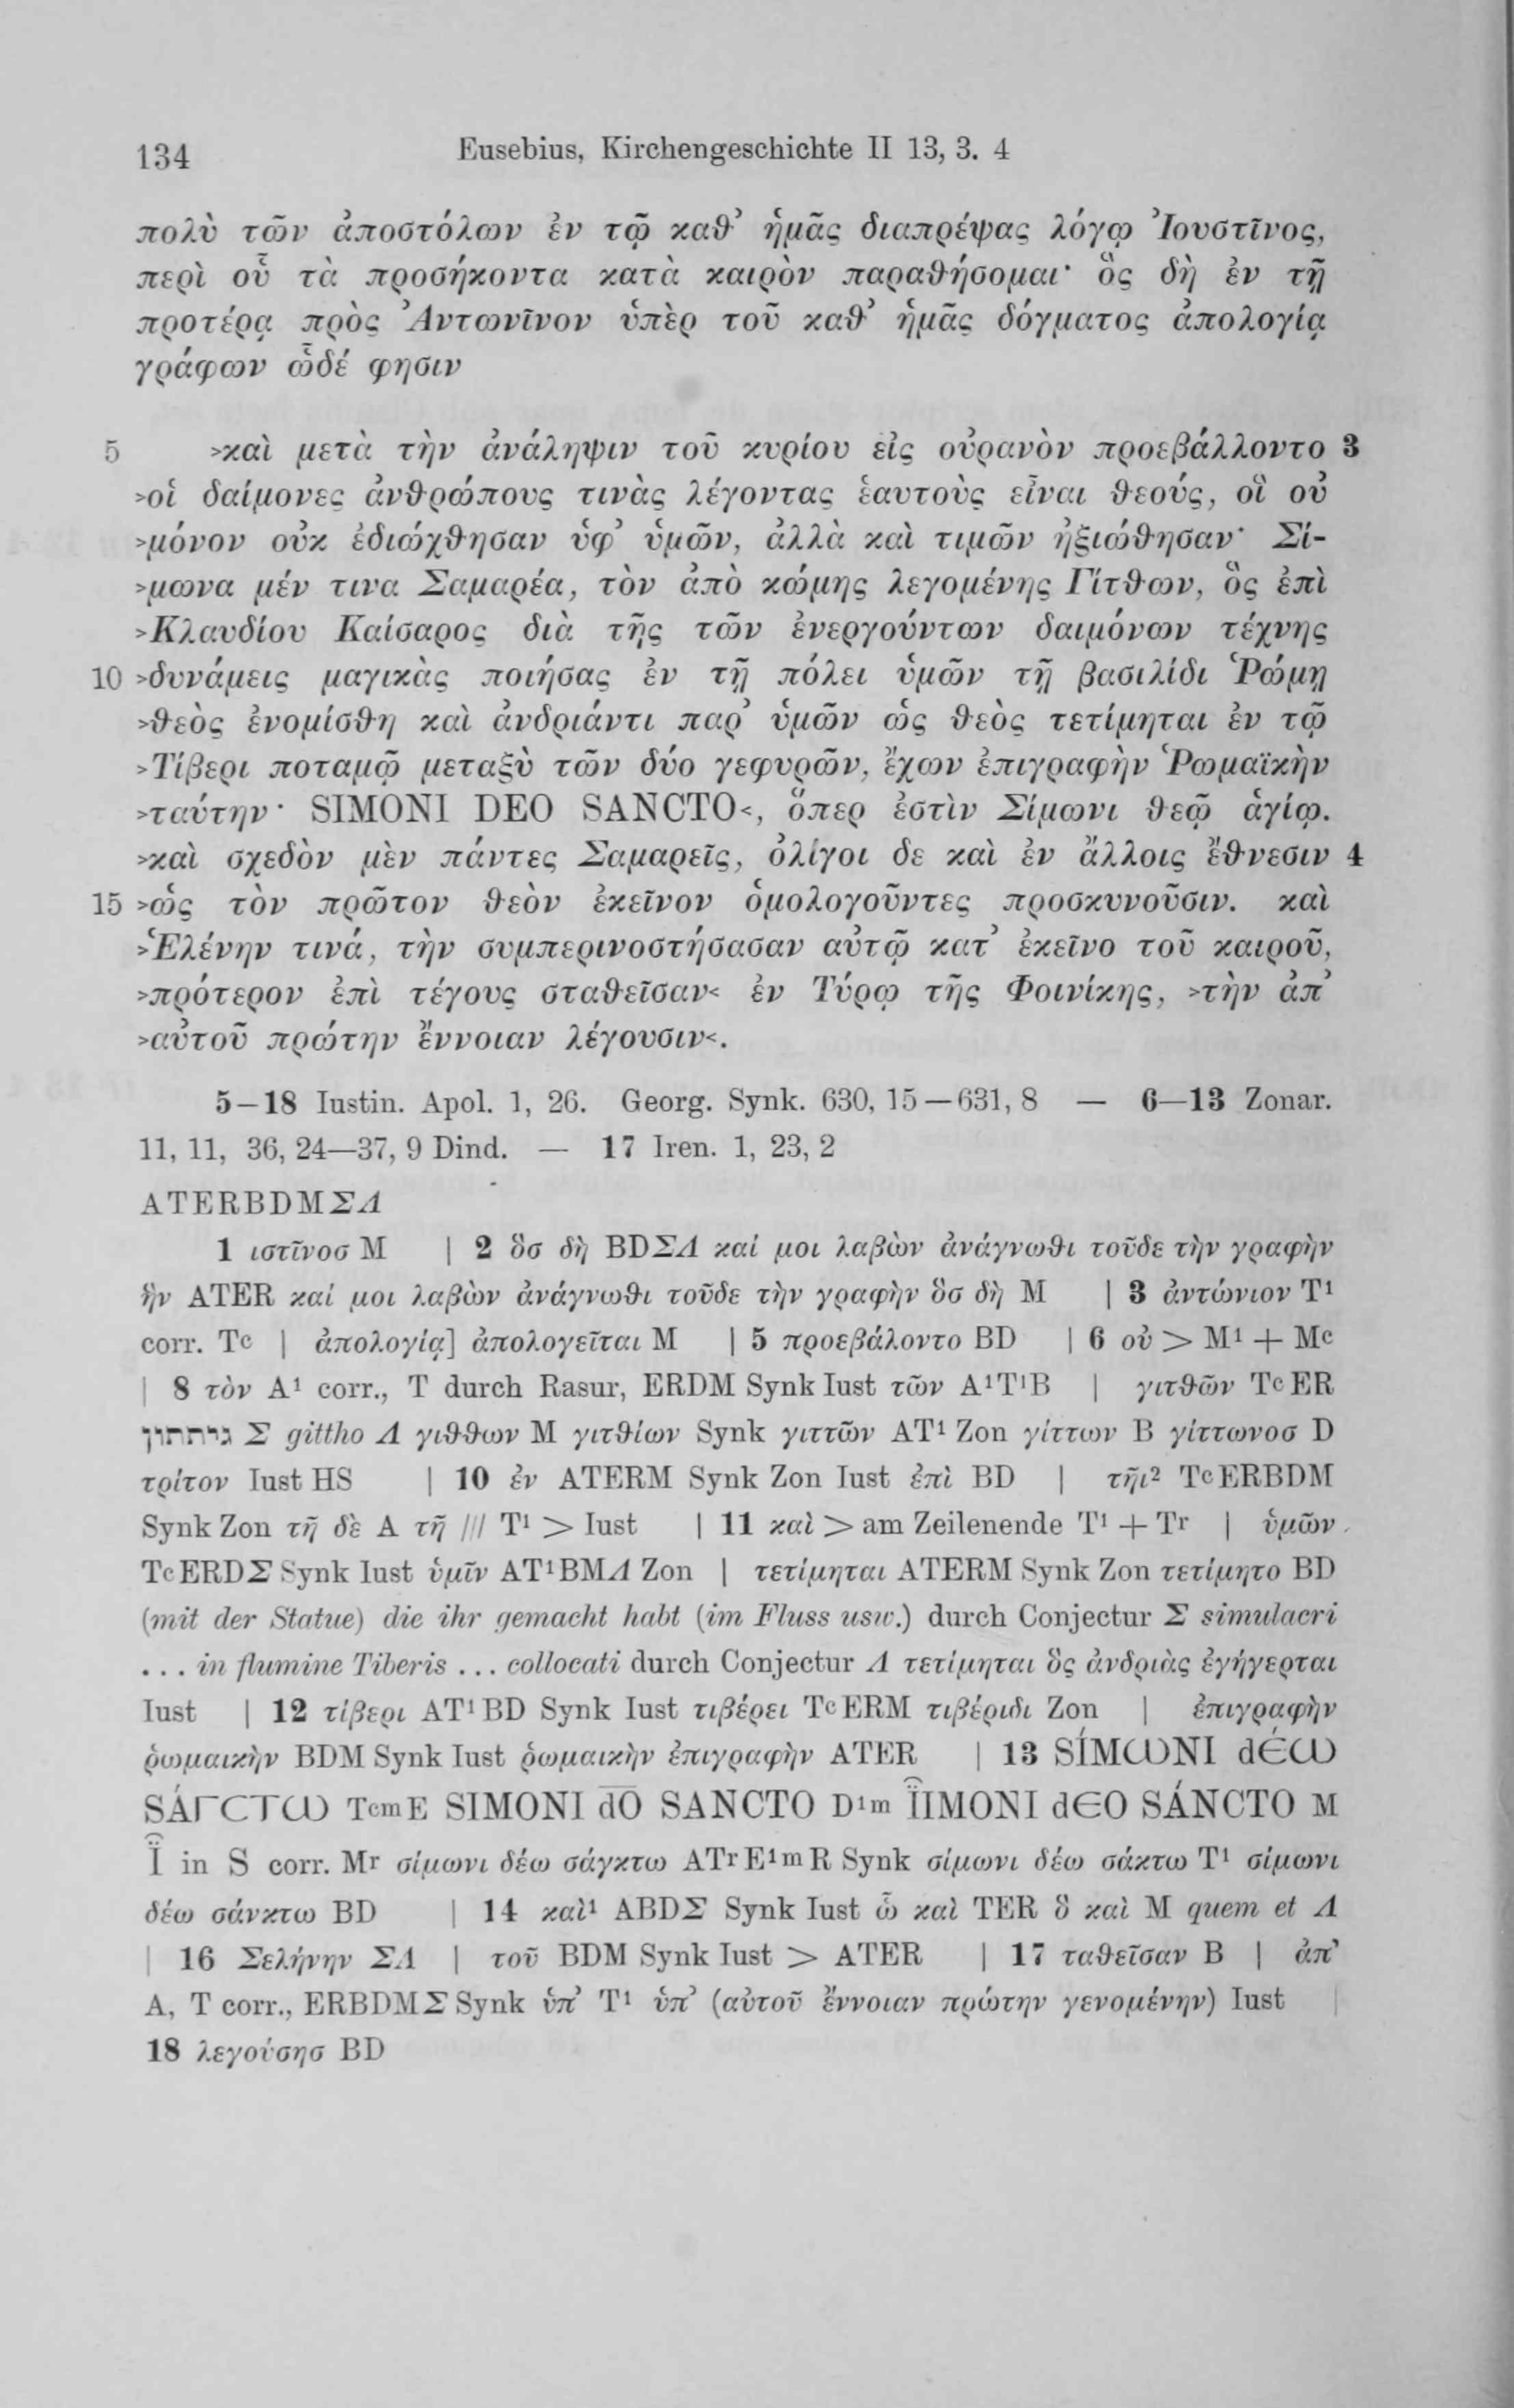 134 Eusebius, Kirchengeschichte II 13, 3. 4
πολὺ τῶν ἀποστόλων ἐν τῷ καθ’ ἡμᾶς διαπρέψας λόγῳ Ἰουστῖνος,
περὶ οὗ τὰ προσήκοντα κατὰ καιρὸν παραθήσομαι· ὃς δὴ ἐν τῇ
προτέρᾳ πρὸς Ἀντωνῖνον ὑπὲρ τοῦ καθ’ ἡμᾶς δόγματος ἀπολογίᾳ
γράφων ὧδέ φησιν
5 >καὶ μετὰ τὴν ἀνάληψιν τοῦ κυρίου εἰς οὐρανὸν προεβάλλοντο 3
>οἱ δαίμονες ἀνθρώπους τινὰς λέγοντας ἑαυτοὺς εἶναι θεούς, οἳ οὐ
>μόνον οὐκ ἐδιώχθησαν ὑφ’ ὑμῶν, ἀλλὰ καὶ τιμῶν ἠξιώθησαν· Σί-
>μωνα μέν τινα Σαμαρέα, τὸν ἀπὸ κώμης λεγομένης Γίτθων, ὃς ἐπὶ
>Κλαυδίου Καίσαρος διὰ τῆς τῶν ἐνεργούντων δαιμόνων τέχνης
10 >δυνάμεις μαγικὰς ποιήσας ἐν τῇ πόλει ὑμῶν τῇ βασιλίδι Ῥώμῃ
>θεὸς ἐνομίσθη καὶ ἀνδριάντι παρ’ ὑμῶν ὡς θεὸς τετίμηται ἐν τῷ
>Τίβερι ποταμῷ μεταξὺ τῶν δύο γεφυρῶν, ἔχων ἐπιγραφὴν Ῥωμαϊκὴν
>ταύτην· SIMONI DEO SANCTO<, ὅπερ ἐστὶν Σίμωνι θεῷ ἁγίῳ.
>καὶ σχεδὸν μὲν πάντες Σαμαρεῖς, ὀλίγοι δε καὶ ἐν ἄλλοις ἔθνεσιν 4
15 >ὡς τὸν πρῶτον θεὸν ἐκεῖνον ὁμολογοῦντες προσκυνοῦσιν. καὶ
>Ἑλένην τινά, τὴν συμπερινοστήσασαν αὐτῷ κατ’ ἐκεῖνο τοῦ καιροῦ,
>πρότερον ἐπὶ τέγους σταθεῖσαν< ἐν Τύρῳ τῆς Φοινίκης, >τὴν ἀπ’
>αὐτοῦ πρώτην ἔννοιαν λέγουσιν<.
5–18 Iustin. Apol. 1, 26. Georg. Synk. 630, 15—631, 8 — 6—13 Zonar.
11, 11, 36, 24—37, 9 Dind. — 17 Iren. 1, 23, 2
ATERBDMΣΛ
1 ιστῖνοσ M | 2 ὃσ δὴ BDΣΛ καί μοι λαβὼν ἀνάγνωθι τοῦδε τὴν γραφὴν
ἣν ATER καί μοι λαβὼν ἀνάγνωθι τοῦδε τὴν γραφὴν ὃσ δὴ M | 3 ἀντώνιον T¹
corr. Tᶜ | ἀπολογίᾳ] ἀπολογεῖται M | 5 προεβάλοντο BD | 6 οὐ > M¹ + Mᶜ
| 8 τὸν A¹ corr., T durch Rasur, ERDM Synk Iust τῶν A¹T¹B | γιτθῶν TᶜER
גיתתון Σ gittho Λ γιθθων M γιτθίων Synk γιττῶν AT¹ Zon γίττων B γίττωνοσ D
τρίτον Iust HS | 10 ἐν ATERM Synk Zon Iust ἐπὶ BD | τῆι² TᶜERBDM
Synk Zon τῆ δὲ A τῆ /// T¹ > Iust | 11 καὶ > am Zeilenende T¹ + Tʳ | ὑμῶν
TᶜERDΣ Synk Iust ὑμῖν AT¹BMΛ Zon | τετίμηται ATERM Synk Zon τετίμητο BD
(mit der Statue) die ihr gemacht habt (im Fluss usw.) durch Conjectur Σ simulacri
... in flumine Tiberis ... collocati durch Conjectur Λ τετίμηται ὃς ἀνδριὰς ἐγήγερται
Iust | 12 τίβερι AT¹BD Synk Iust τιβέρει TᶜERM τιβέριδι Zon | ἐπιγραφὴν
ῥωμαικὴν BDM Synk Iust ῥωμαικὴν ἐπιγραφὴν ATER | 13 SÍMѠNI dÉѠ
SÁΓCTѠ TᶜᵐE SIMONI d̅O̅ SANCTO D¹ᵐ ÏIMONI dЄO SÁNCTO M
Ï in S corr. Mʳ σίμωνι δέω σάγκτω ATʳE¹ᵐR Synk σίμωνι δέω σάκτω T¹ σίμωνι
δέω σάνκτω BD | 14 καὶ¹ ABDΣ Synk Iust ὧ καὶ TER ὃ καὶ M quem et Λ
| 16 Σελήνην ΣΛ | τοῦ BDM Synk Iust > ATER | 17 ταθεῖσαν B | ἀπ’
A, T corr., ERBDMΣ Synk ὑπ’ T¹ ὑπ’ (αὐτοῦ ἔννοιαν πρώτην γενομένην) Iust |
18 λεγούσησ BD